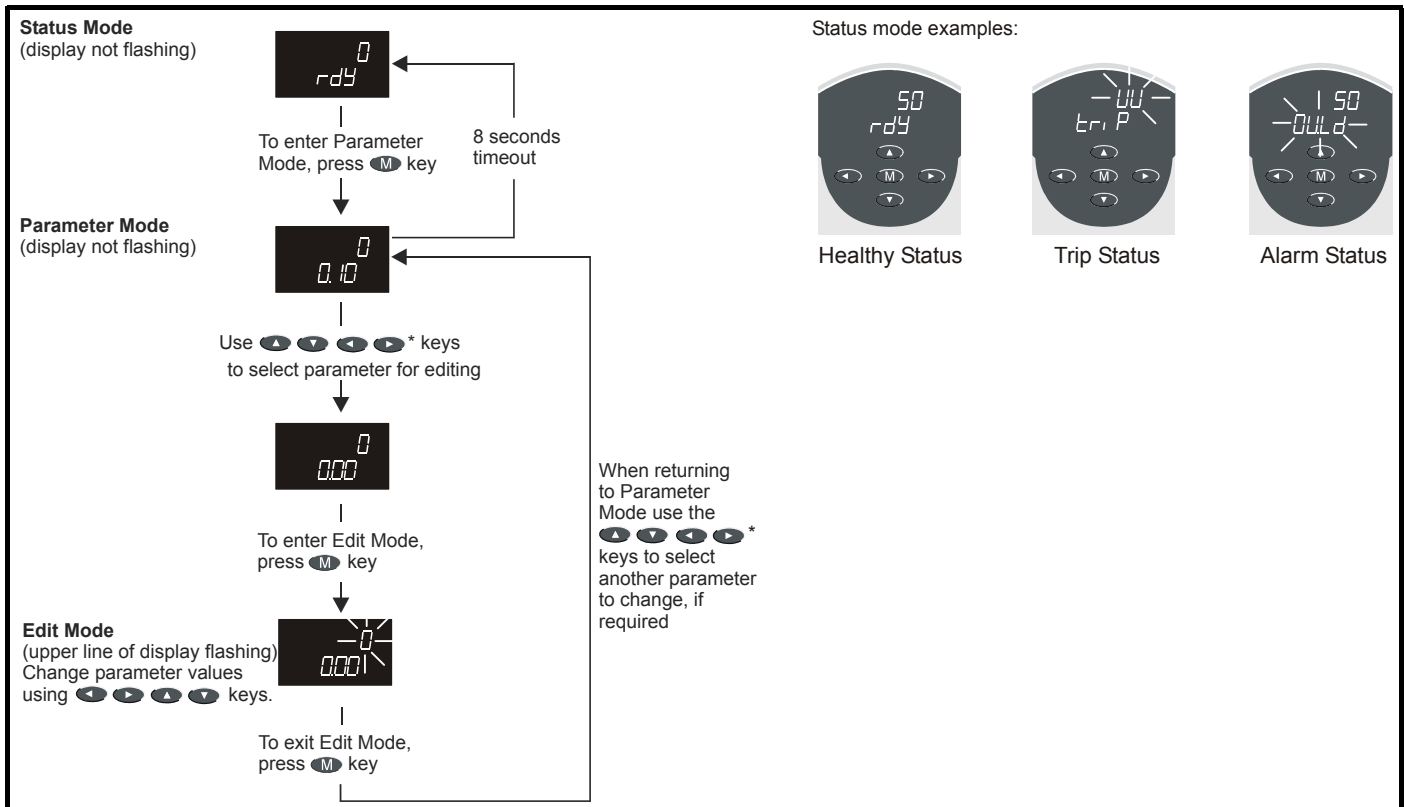 Status Mode
(display not flashing)
0
rdY
To enter Parameter
Mode, press M key
8 seconds
timeout
Parameter Mode
(display not flashing)
0
0.10
Use * keys
to select parameter for editing
0
0.00
To enter Edit Mode,
press M key
When returning
to Parameter
Mode use the
*
keys to select
another parameter
to change, if
required
Edit Mode
(upper line of display flashing)
Change parameter values
using keys.
0
0.00
To exit Edit Mode,
press M key
Status mode examples:
50
rdY
M
Healthy Status
UU
triP
M
Trip Status
50
OU.Ld
M
Alarm Status